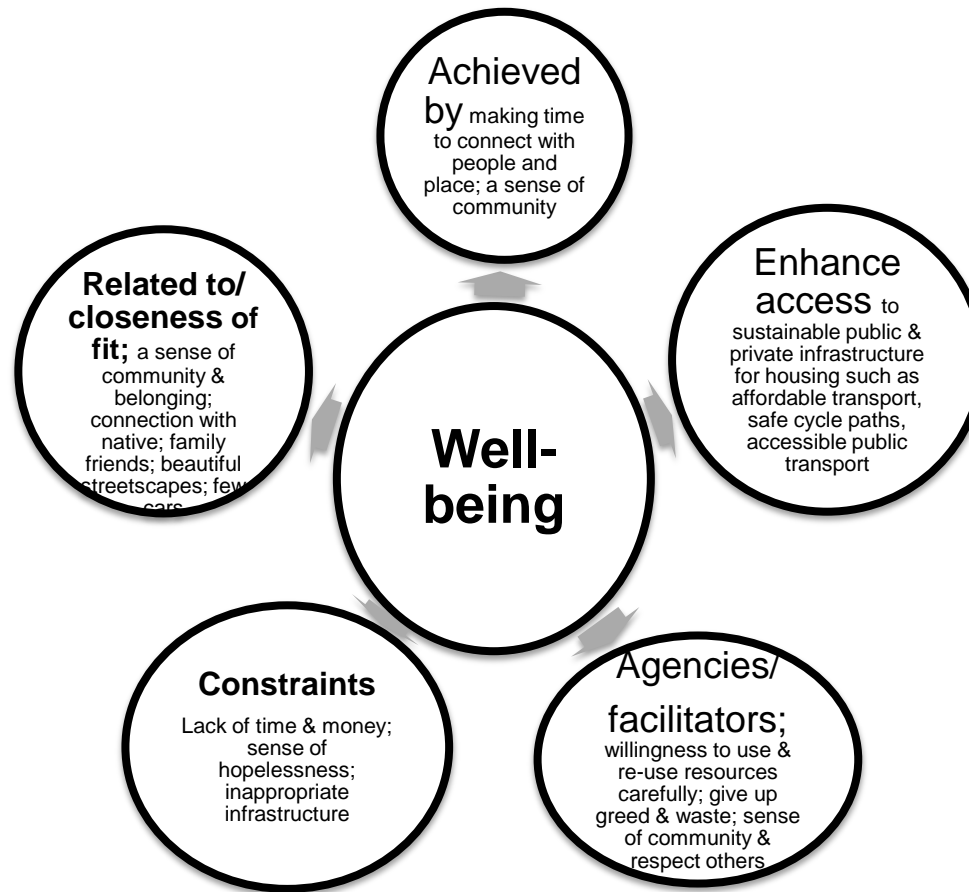 Achieved
by making time
to connect with
people and
place; a sense of
community
Enhance
access to
sustainable public &
private infrastructure
for housing such as
affordable transport,
safe cycle paths,
accessible public
transport
Related to/
closeness of
fit; a sense of
community &
belonging;
connection with
native; family
friends; beautiful
streetscapes; few
cars
Well-
being
Constraints
Lack of time & money;
sense of
hopelessness;
inappropriate
infrastructure
Agencies/
facilitators;
willingness to use &
re-use resources
carefully; give up
greed & waste; sense
of community &
respect others